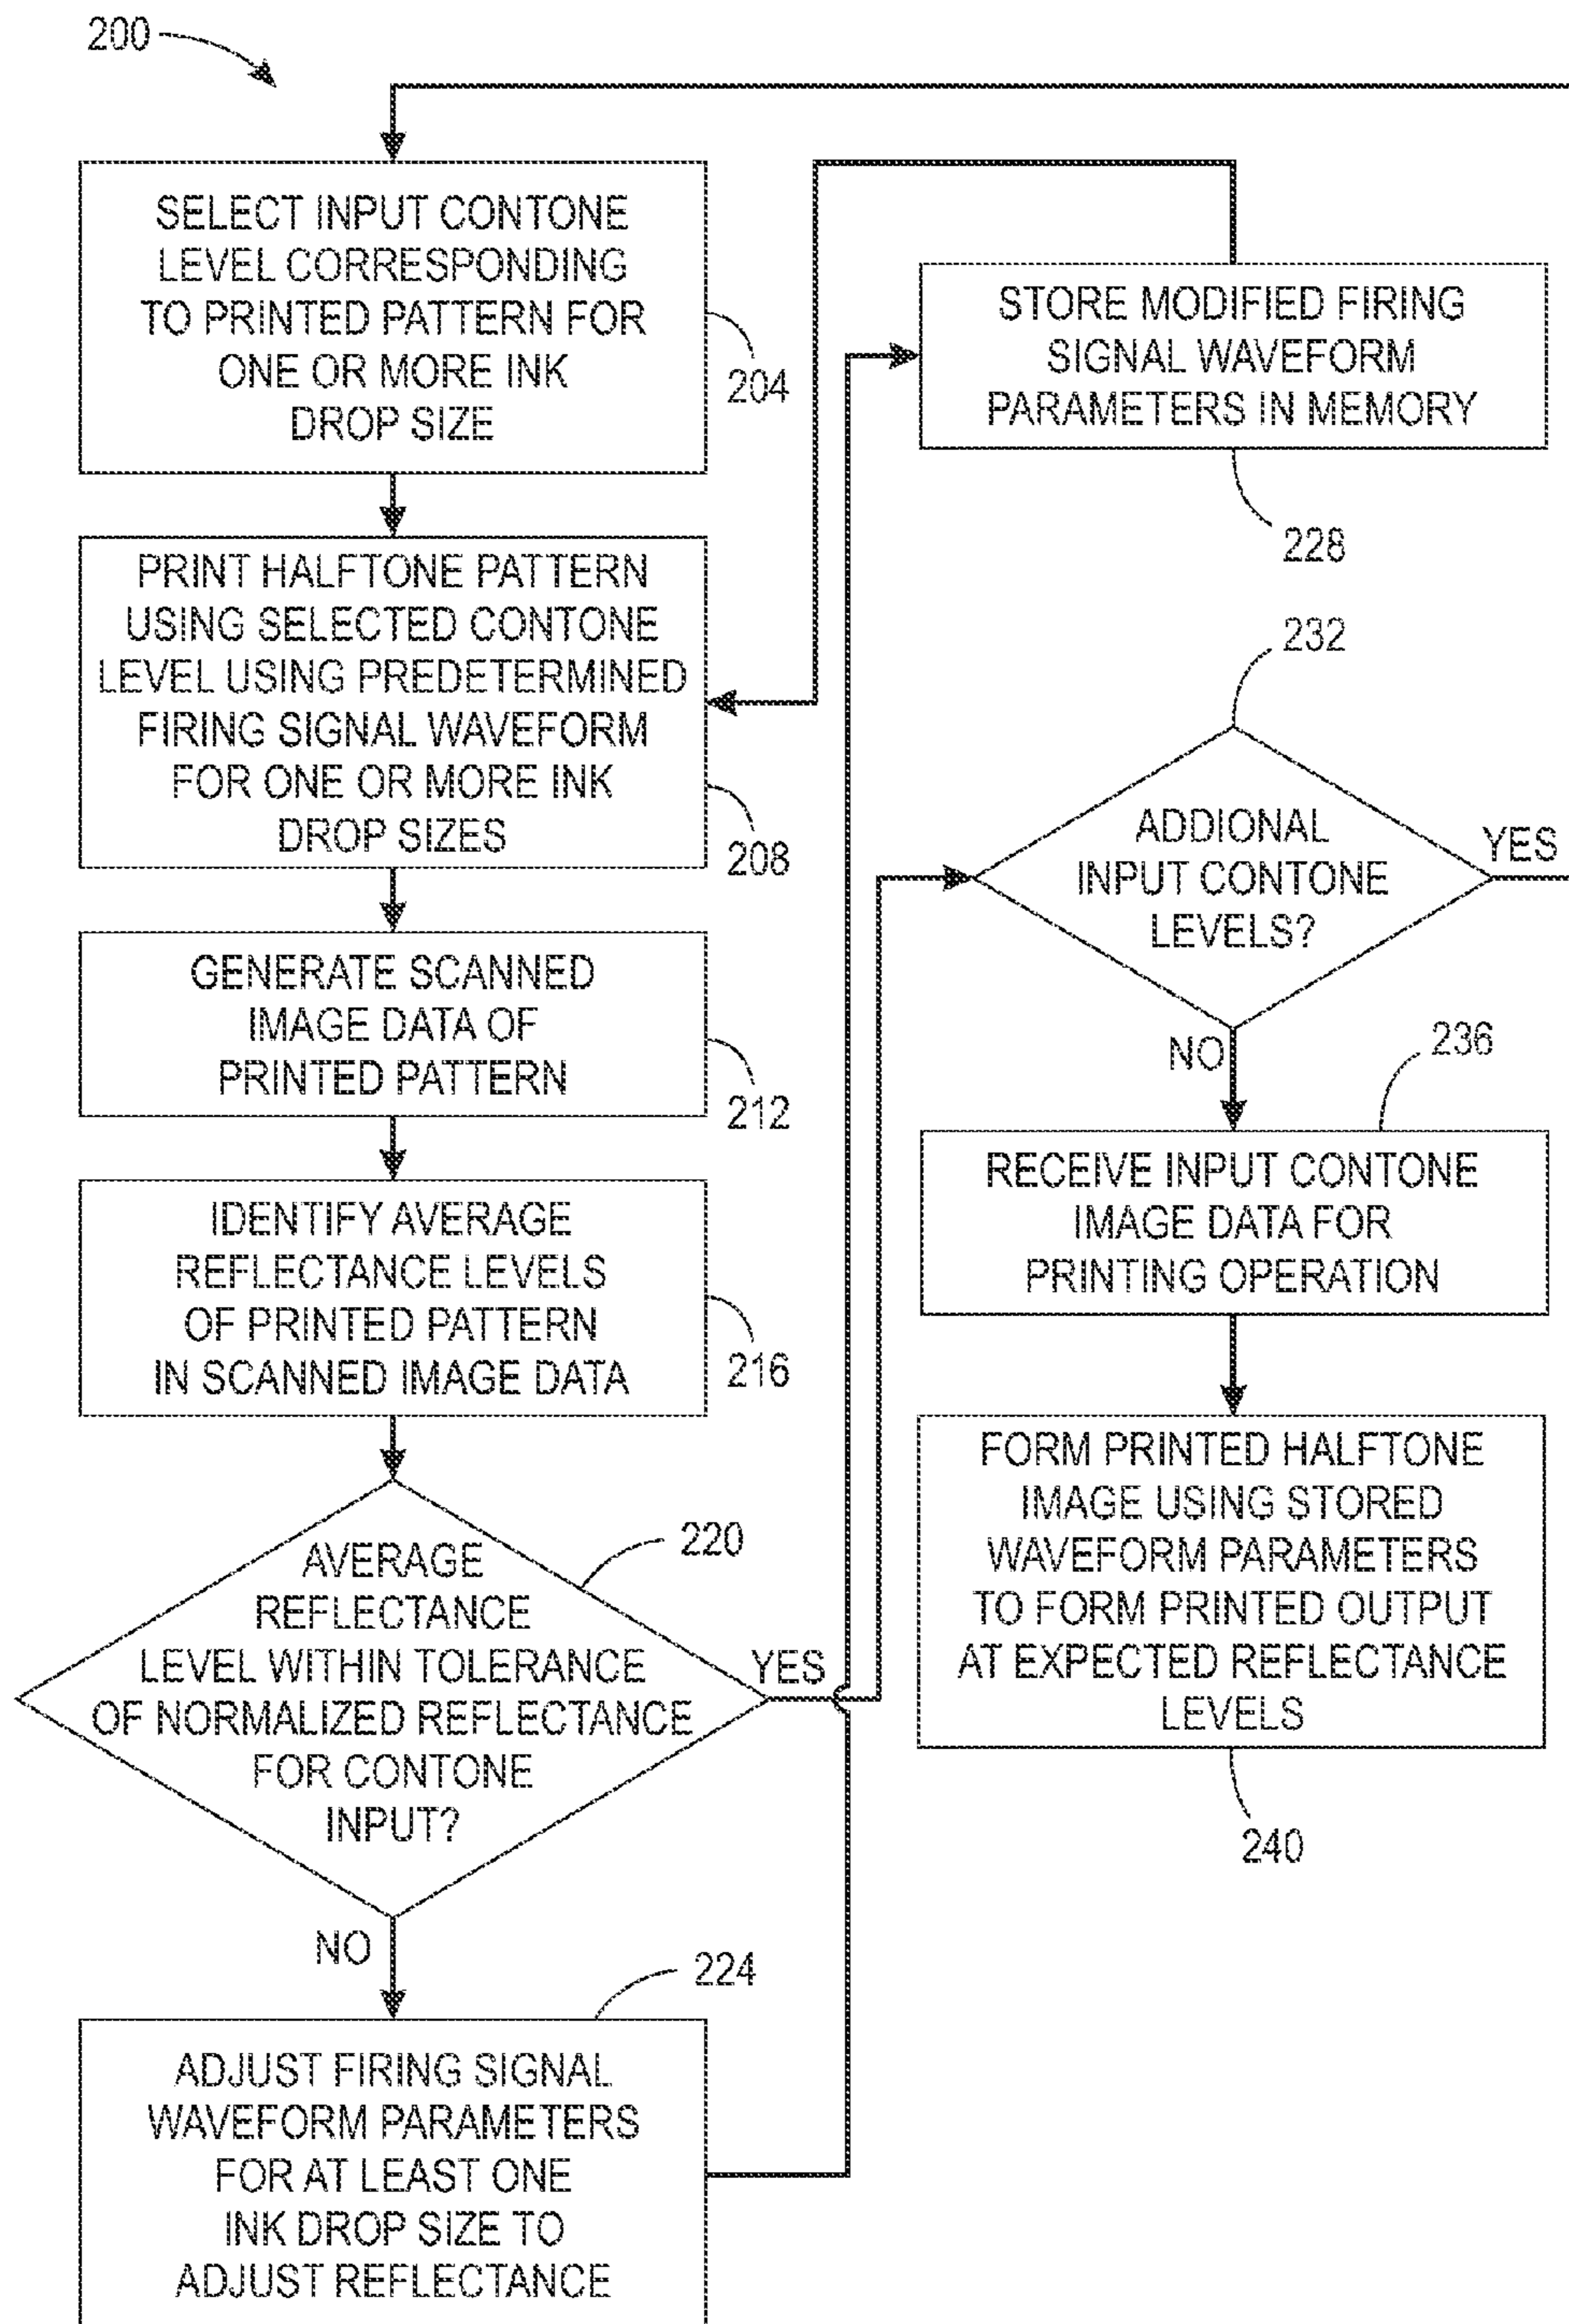 200
SELECT INPUT CONTONE
LEVEL CORRESPONDING
TO PRINTED PATTERN FOR
ONE OR MORE INK
DROP SIZE
204
PRINT HALFTONE PATTERN
USING SELECTED CONTONE
LEVEL USING PREDETERMINED
FIRING SIGNAL WAVEFORM
FOR ONE OR MORE INK
DROP SIZES
208
GENERATE SCANNED
IMAGE DATA OF
PRINTED PATTERN
212
IDENTIFY AVERAGE
REFLECTANCE LEVELS
OF PRINTED PATTERN
IN SCANNED IMAGE DATA
216
AVERAGE
REFLECTANCE
LEVEL WITHIN TOLERANCE
OF NORMALIZED REFLECTANCE
FOR CONTONE
INPUT?
220
YES
NO
224
ADJUST FIRING SIGNAL
WAVEFORM PARAMETERS
FOR AT LEAST ONE
INK DROP SIZE TO
ADJUST REFLECTANCE
STORE MODIFIED FIRING
SIGNAL WAVEFORM
PARAMETERS IN MEMORY
228
232
ADDIONAL
INPUT CONTONE
LEVELS?
YES
NO
236
RECEIVE INPUT CONTONE
IMAGE DATA FOR
PRINTING OPERATION
FORM PRINTED HALFTONE
IMAGE USING STORED
WAVEFORM PARAMETERS
TO FORM PRINTED OUTPUT
AT EXPECTED REFLECTANCE
LEVELS
240